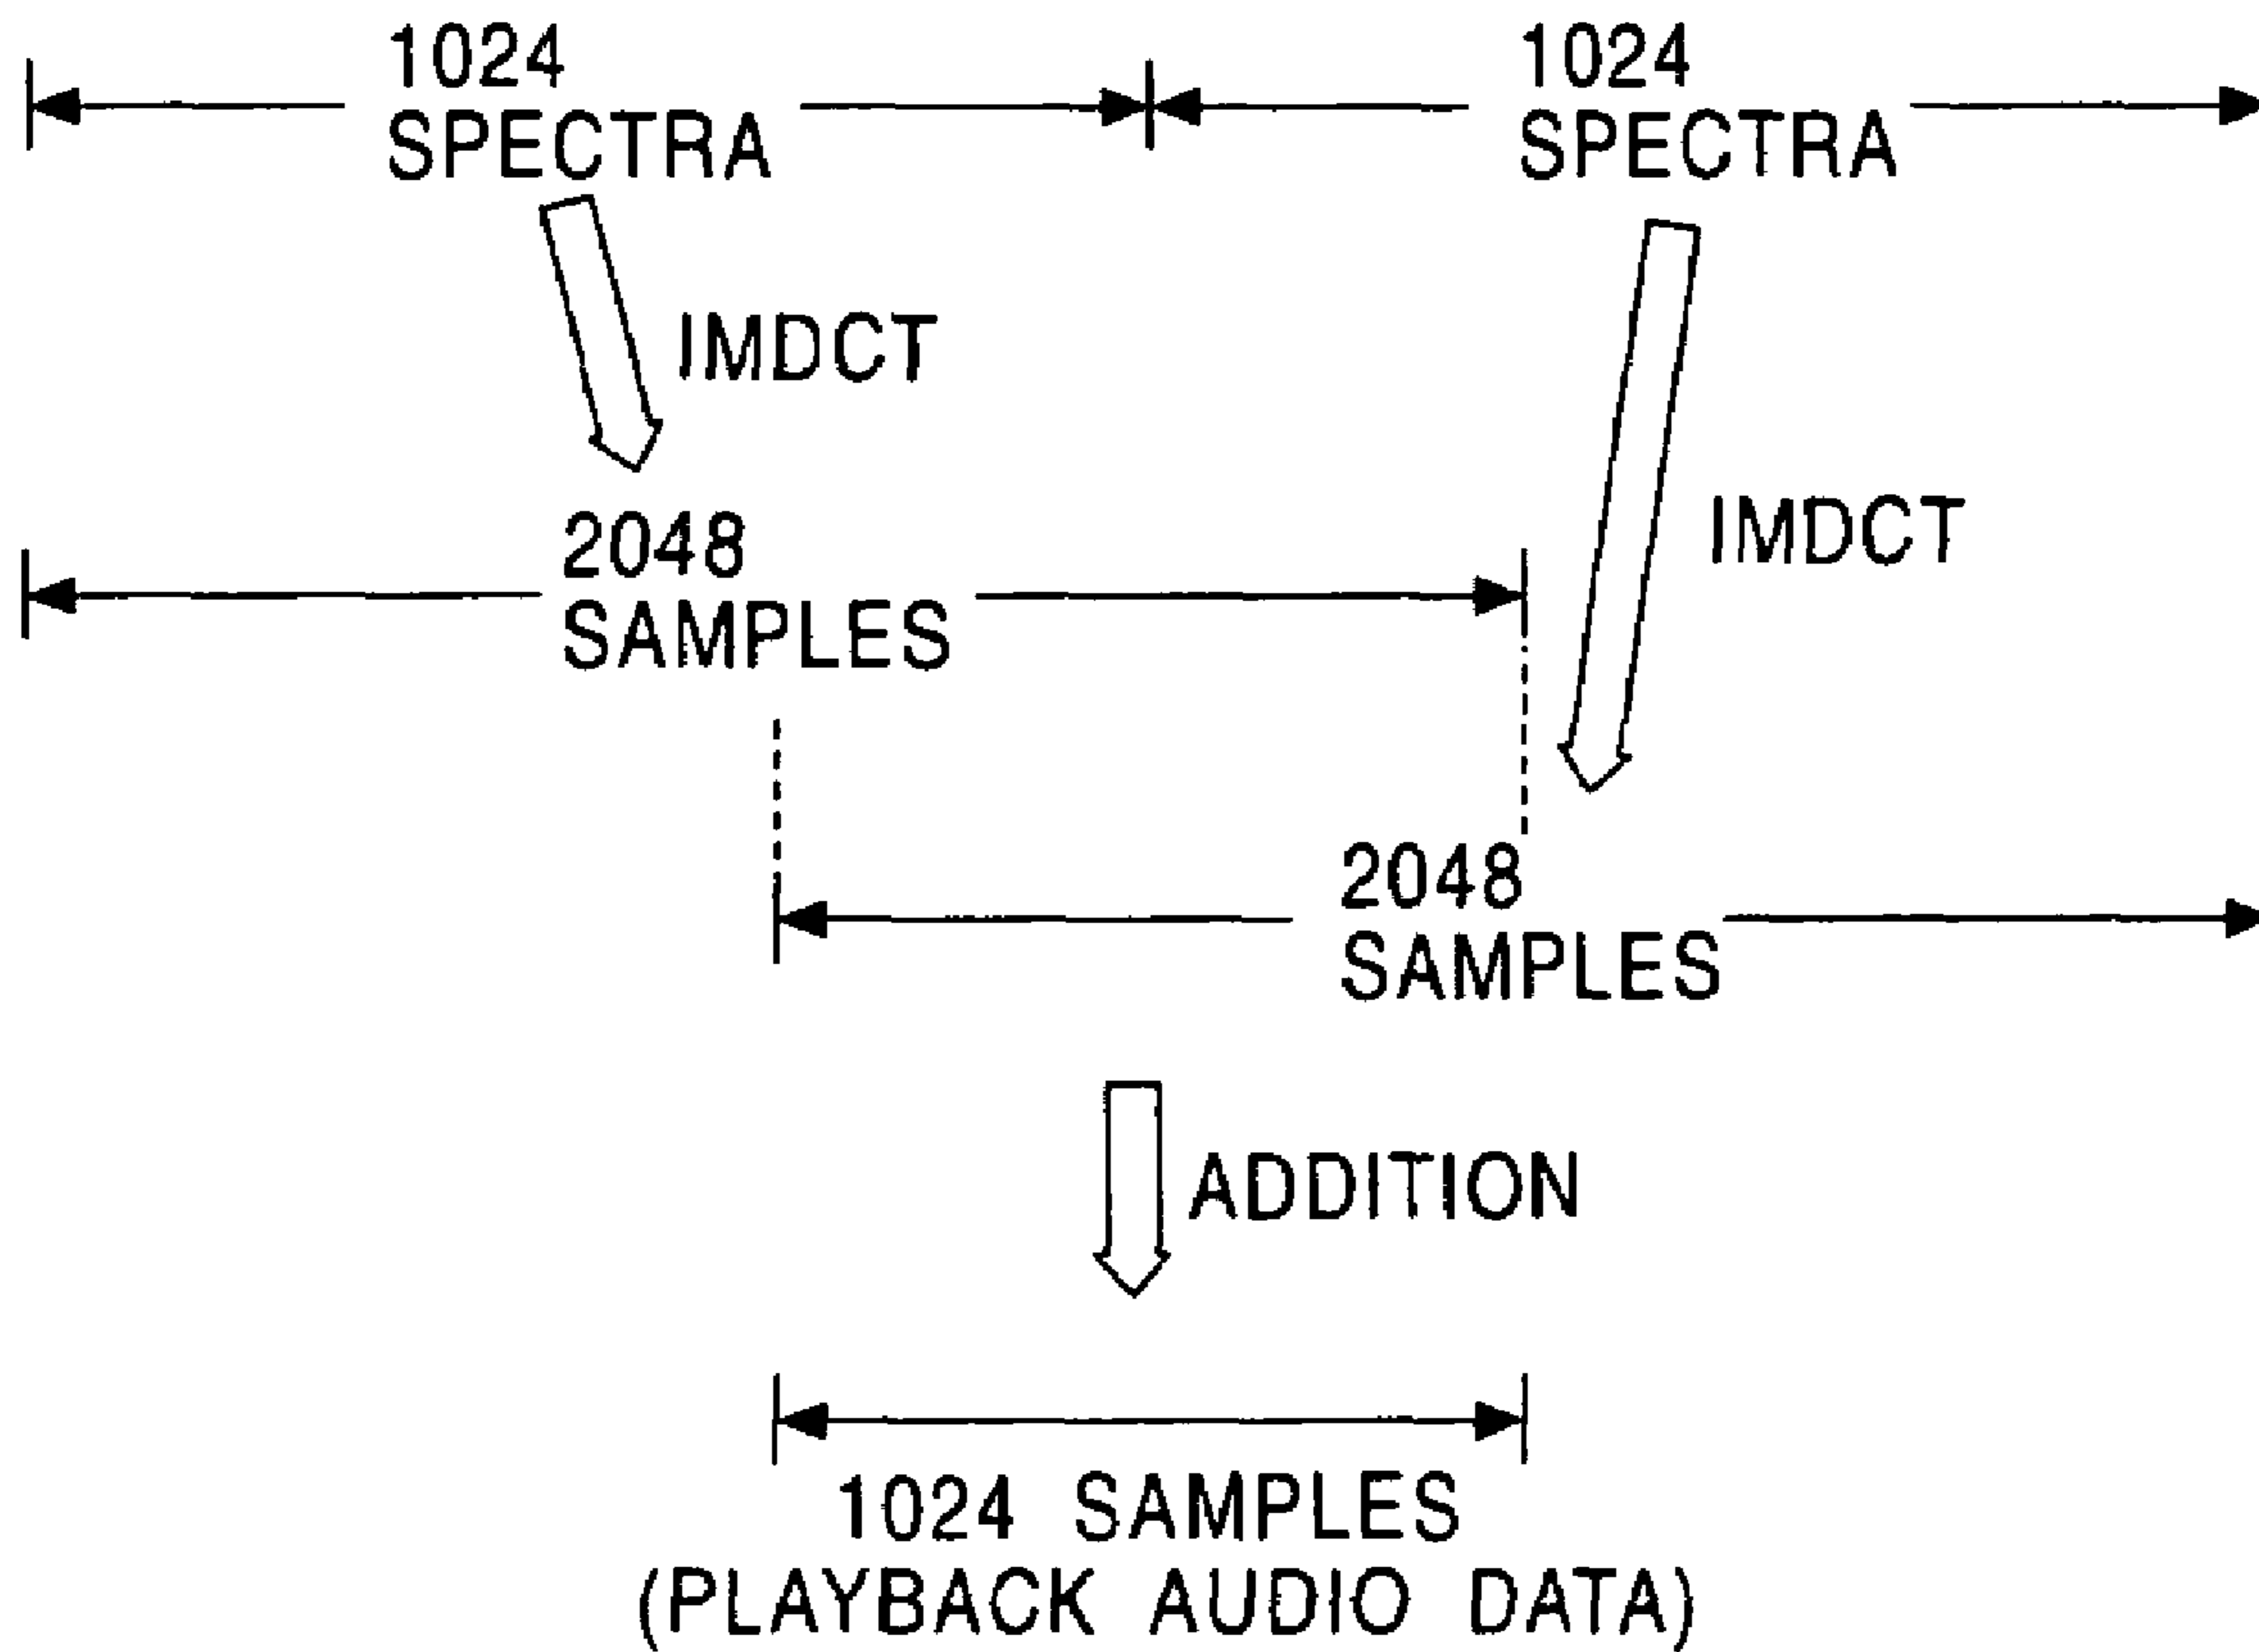 1024
SPECTRA
1024
SPECTRA
IMDCT
IMDCT
2048
SAMPLES
2048
SAMPLES
ADDITION
1024 SAMPLES
(PLAYBACK AUDIO DATA)